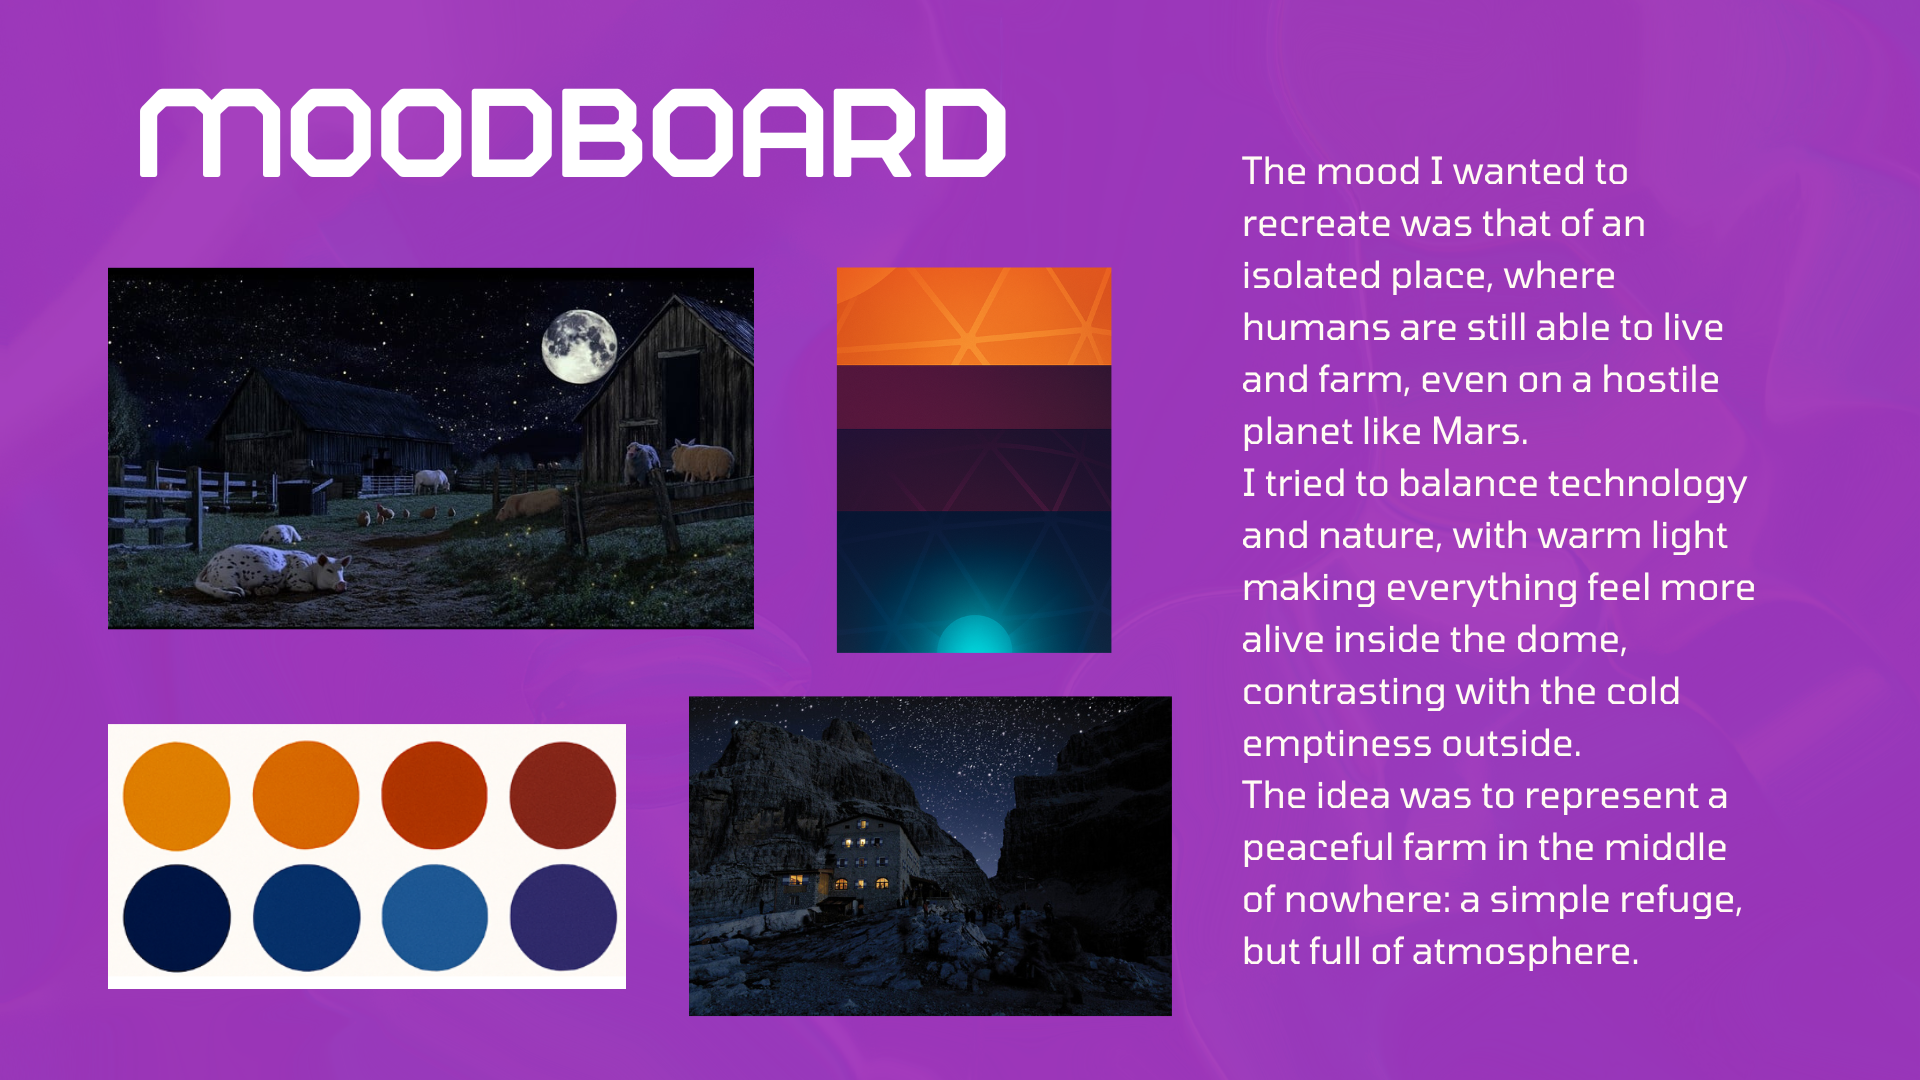 MOODBOARD
The mood I wanted to
recreate was that of an
isolated place, where
humans are still able to live
and farm, even on a hostile
planet like Mars.
I tried to balance technology
and nature, with warm light
making everything feel more
alive inside the dome,
contrasting with the cold
emptiness outside.
The idea was to represent a
peaceful farm in the middle
of nowhere: a simple refuge,
but full of atmosphere.